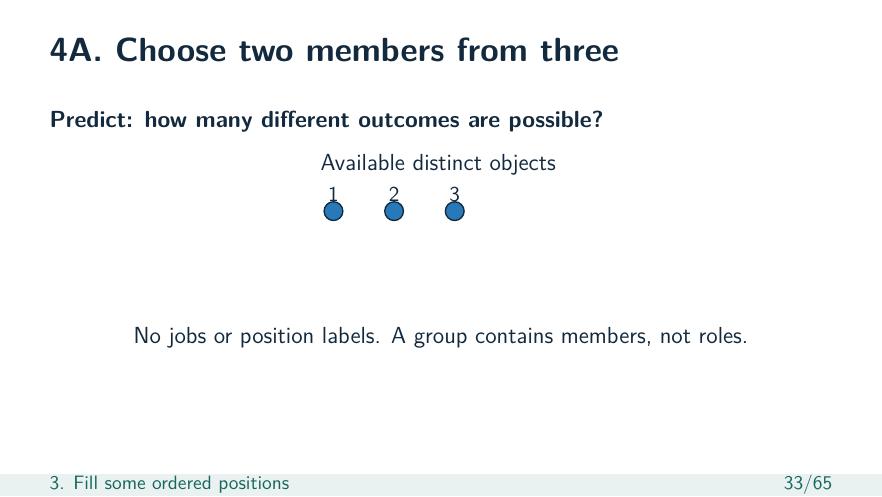 4A. Choose two members from three
Predict: how many different outcomes are possible?
Available distinct objects
1 2 3
No jobs or position labels. A group contains members, not roles.
3. Fill some ordered positions 33/65